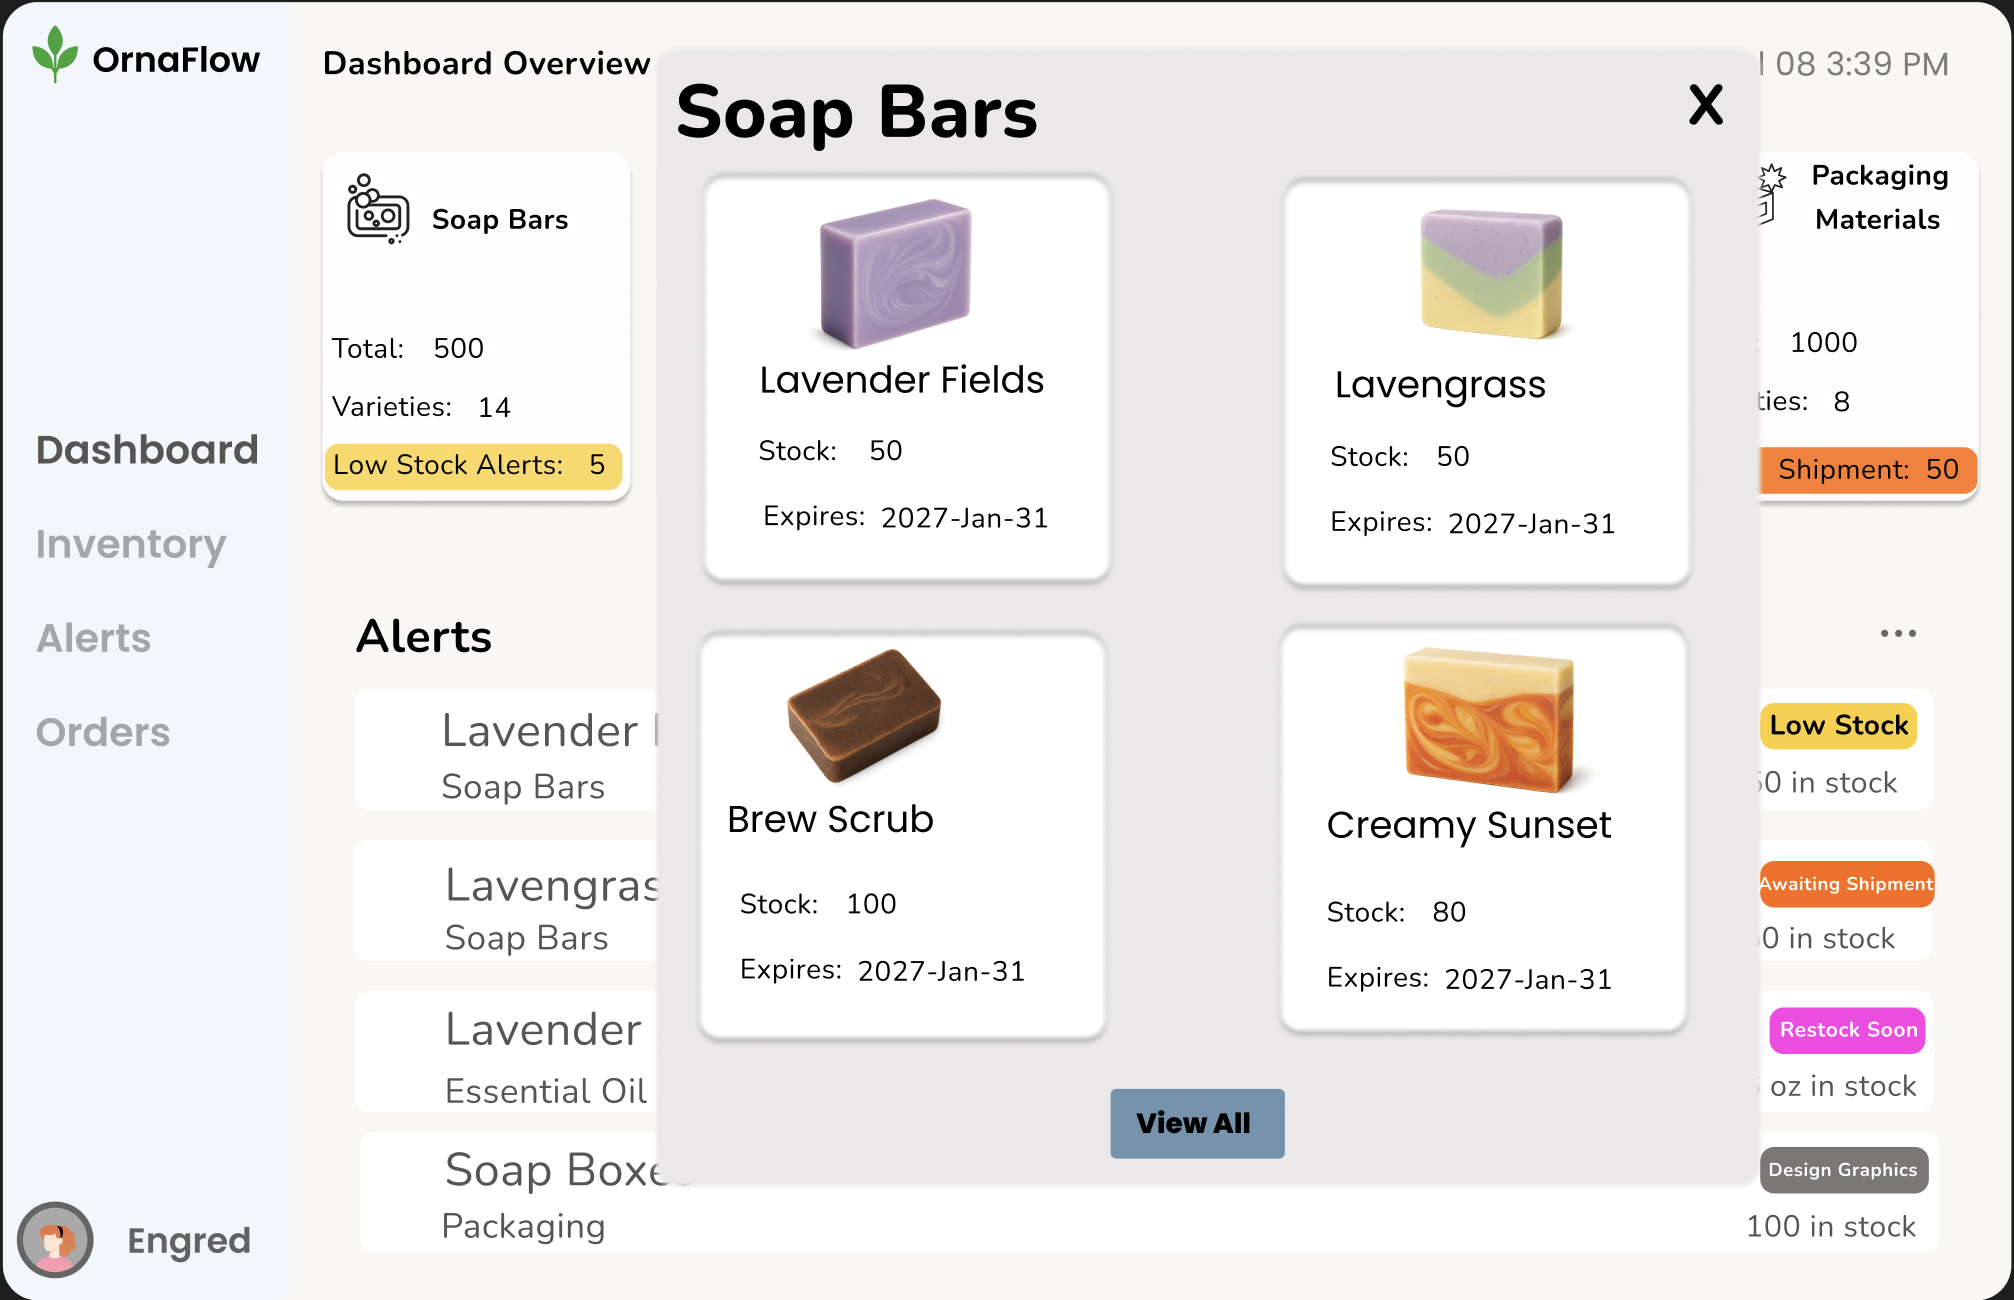 OrnaFlow
Dashboard Overview
08 3:39 PM
Dashboard
Inventory
Alerts
Orders
Engred
Soap Bars
Total: 500
Varieties: 14
Low Stock Alerts: 5
Soap Bars
X
Lavender Fields
Stock: 50
Expires: 2027-Jan-31
Lavengrass
Stock: 50
Expires: 2027-Jan-31
Brew Scrub
Stock: 100
Expires: 2027-Jan-31
Creamy Sunset
Stock: 80
Expires: 2027-Jan-31
View All
Packaging
Materials
1000
ties: 8
Shipment: 50
Alerts
...
Lavender
Soap Bars
Low Stock
0 in stock
Lavengras
Soap Bars
Awaiting Shipment
0 in stock
Lavender
Essential Oil
Restock Soon
oz in stock
Soap Boxe
Packaging
Design Graphics
100 in stock